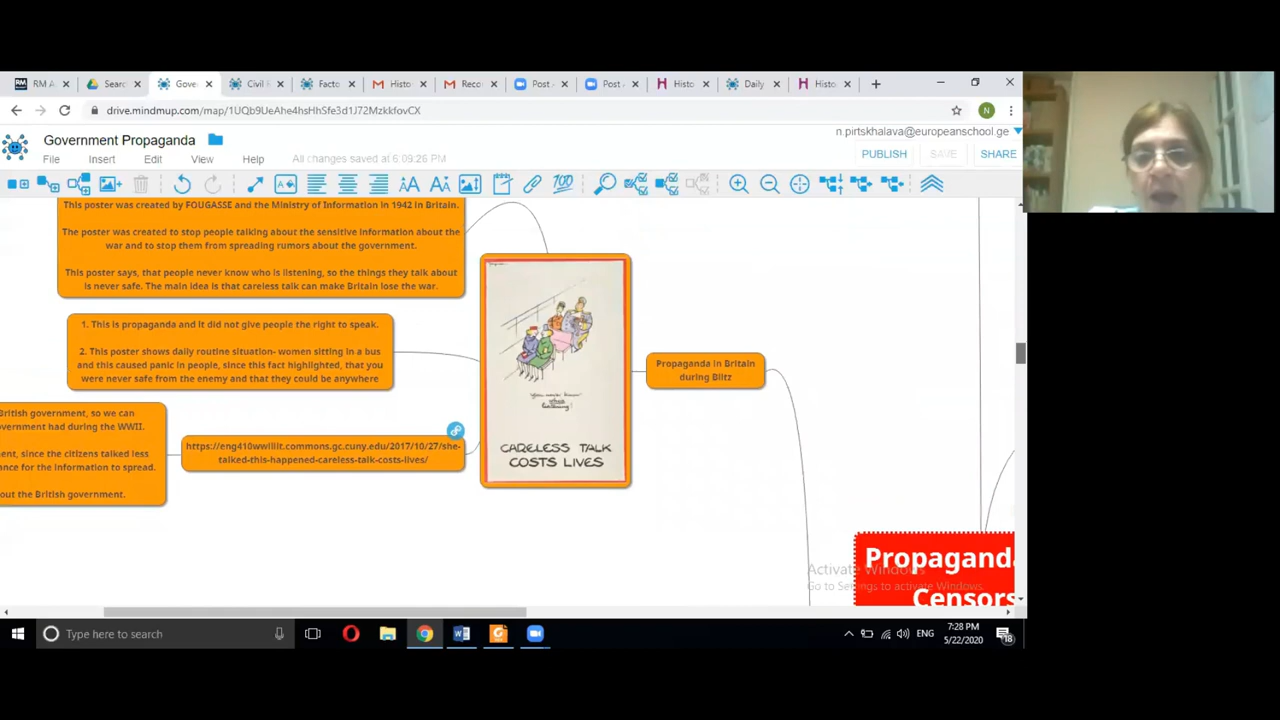 RM A
Searc
Gove
Civil
Facto
Histo
Reco
Post
Post
Histo
Daily
Histo
drive.mindmup.com/map/1UQb9UeAhe4hsHhSfe3d1J72MzkkfovCX
N
Government Propaganda
n.pirtskhalava@europeanschool.ge
File Insert Edit View Help All changes saved at 6:09:26 PM
PUBLISH SAVE SHARE
This poster was created by FOUGASSE and the Ministry of Information in 1942 in Britain.
The poster was created to stop people talking about the sensitive information about the
war and to stop them from spreading rumors about the government.
This poster says, that people never know who is listening, so the things they talk about
is never safe. The main idea is that careless talk can make Britain lose the war.
1. This is propaganda and it did not give people the right to speak.
2. This poster shows daily routine situation- women sitting in a bus
and this caused panic in people, since this fact highlighted, that you
were never safe from the enemy and that they could be anywhere
British government, so we can
overnment had during the WWII.
ent, since the citizens talked less
ance for the information to spread.
out the British government.
https://eng410wwiilit.commons.gc.cuny.edu/2017/10/27/she-
talked-this-happened-careless-talk-costs-lives/
"you never know
who's
listening!"
CARELESS TALK
COSTS LIVES
Propaganda in Britain
during Blitz
Propaganda
Censors
Activate Windows
Go to Settings to activate Windows.
Type here to search
ENG
7:28 PM
5/22/2020
18